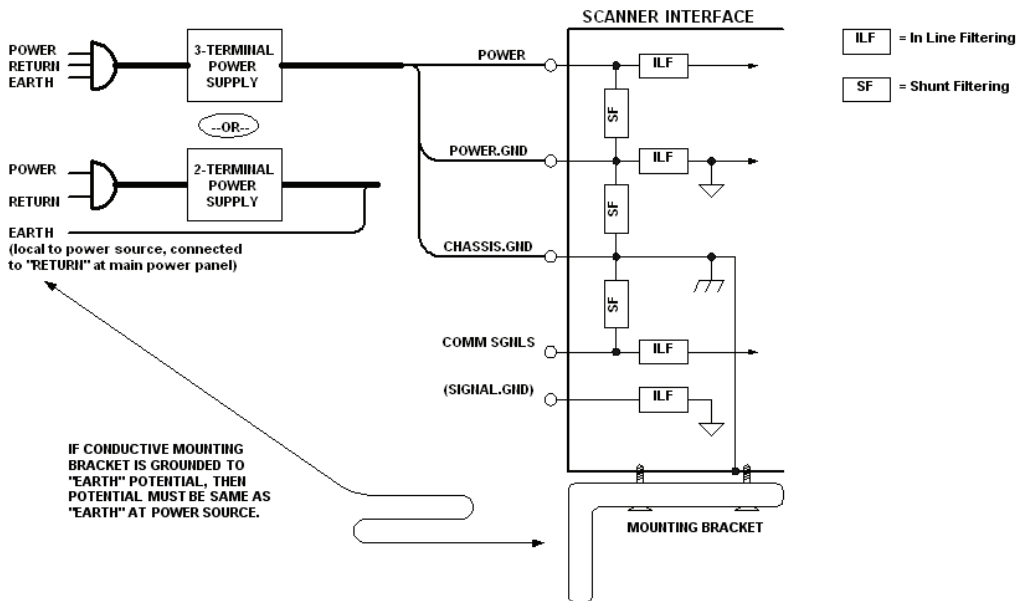 SCANNER INTERFACE
POWER
RETURN
EARTH
3-TERMINAL
POWER
SUPPLY
--OR--
POWER
RETURN
2-TERMINAL
POWER
SUPPLY
EARTH
(local to power source, connected
to "RETURN" at main power panel)
POWER
ILF
SF
POWER.GND
ILF
SF
CHASSIS.GND
SF
COMM SGNLS
ILF
(SIGNAL.GND)
ILF
ILF
= In Line Filtering
SF
= Shunt Filtering
IF CONDUCTIVE MOUNTING
BRACKET IS GROUNDED TO
"EARTH" POTENTIAL, THEN
POTENTIAL MUST BE SAME AS
"EARTH" AT POWER SOURCE.
MOUNTING BRACKET